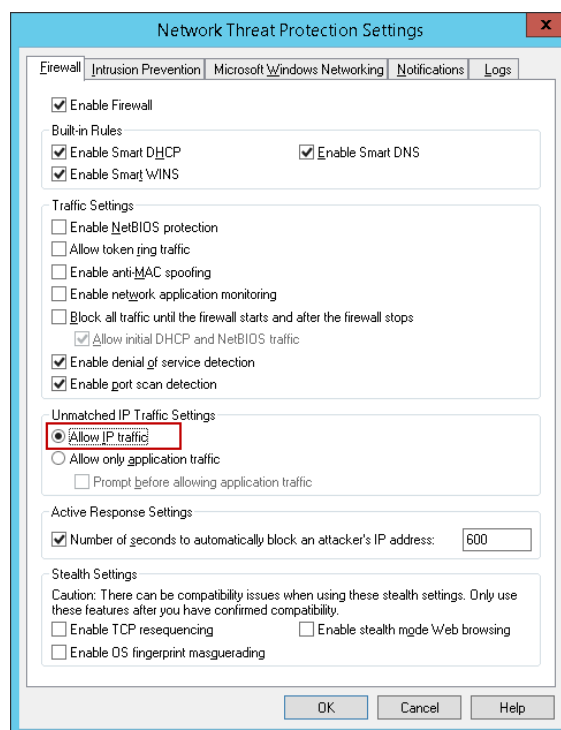 Network Threat Protection Settings
x
Firewall Intrusion Prevention Microsoft Windows Networking Notifications Logs
Enable Firewall
Built-in Rules
Enable Smart DHCP Enable Smart DNS
Enable Smart WINS
Traffic Settings
Enable NetBIOS protection
Allow token ring traffic
Enable anti-MAC spoofing
Enable network application monitoring
Block all traffic until the firewall starts and after the firewall stops
Allow initial DHCP and NetBIOS traffic
Enable denial of service detection
Enable port scan detection
Unmatched IP Traffic Settings
Allow IP traffic
Allow only application traffic
Prompt before allowing application traffic
Active Response Settings
Number of seconds to automatically block an attacker's IP address: 600
Stealth Settings
Caution: There can be compatibility issues when using these stealth settings. Only use
these features after you have confirmed compatibility.
Enable TCP resequencing Enable stealth mode Web browsing
Enable OS fingerprint masquerading
OK Cancel Help